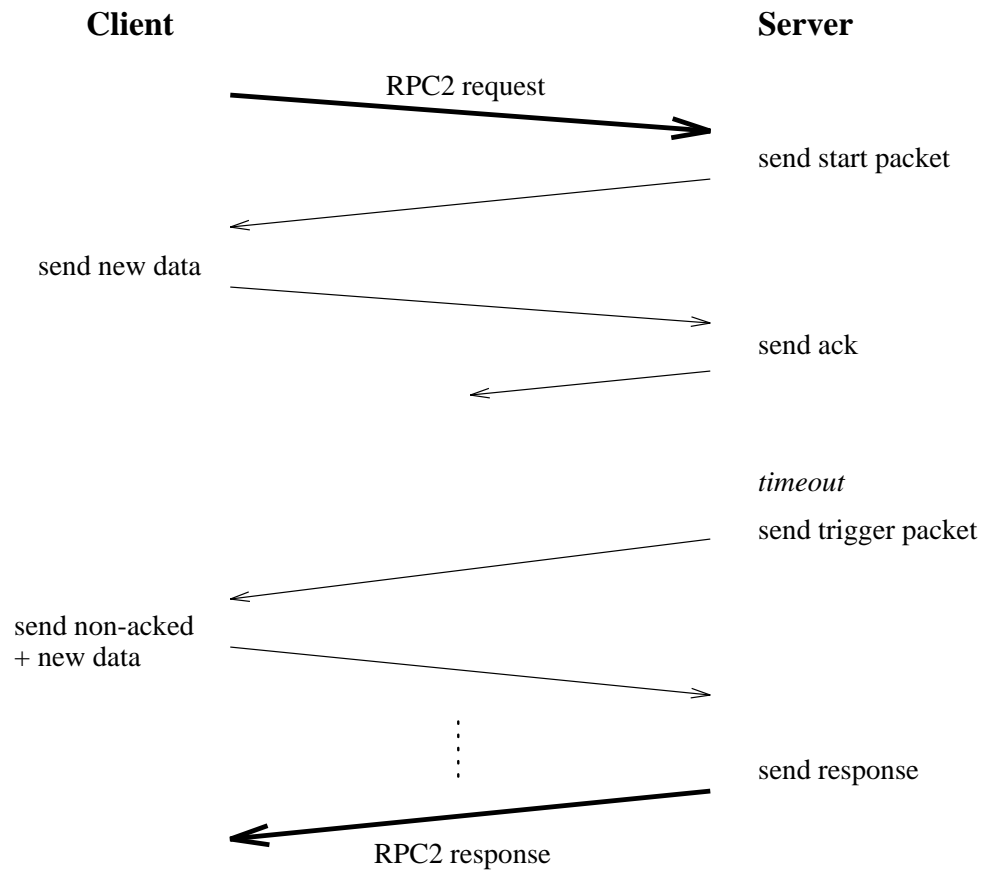 Client
Server
RPC2 request
send start packet
send new data
send ack
timeout
send trigger packet
send non-acked
+ new data
send response
RPC2 response